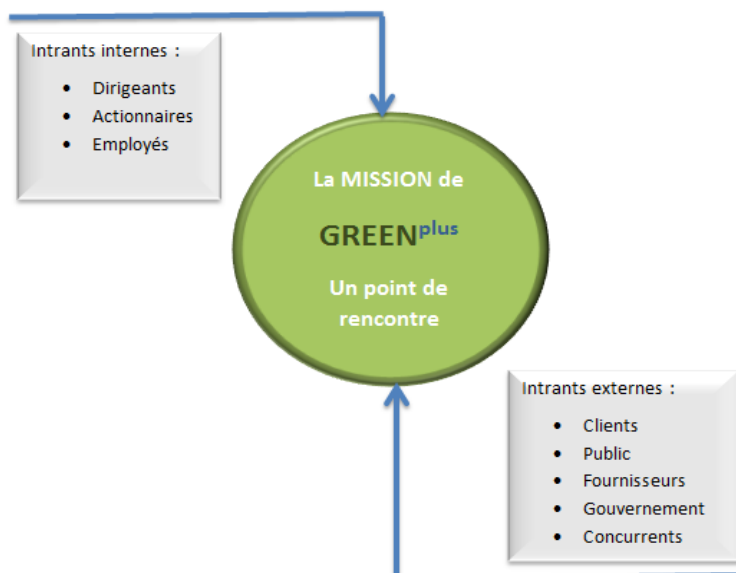 Intrants internes :
• Dirigeants
• Actionnaires
• Employés
La MISSION de
GREENplus
Un point de
rencontre
Intrants externes :
• Clients
• Public
• Fournisseurs
• Gouvernement
• Concurrents